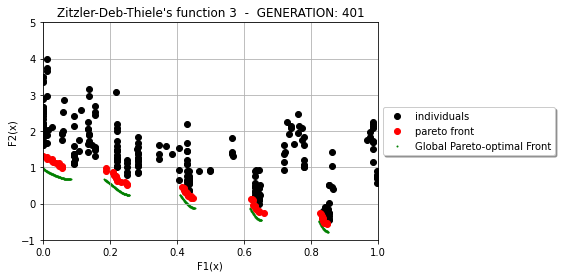 Zitzler-Deb-Thiele's function 3 - GENERATION: 401
5
4
3
2
1
0
−1
F2(x)
0.0 0.2 0.4 0.6 0.8 1.0
F1(x)
individuals
pareto front
Global Pareto-optimal Front